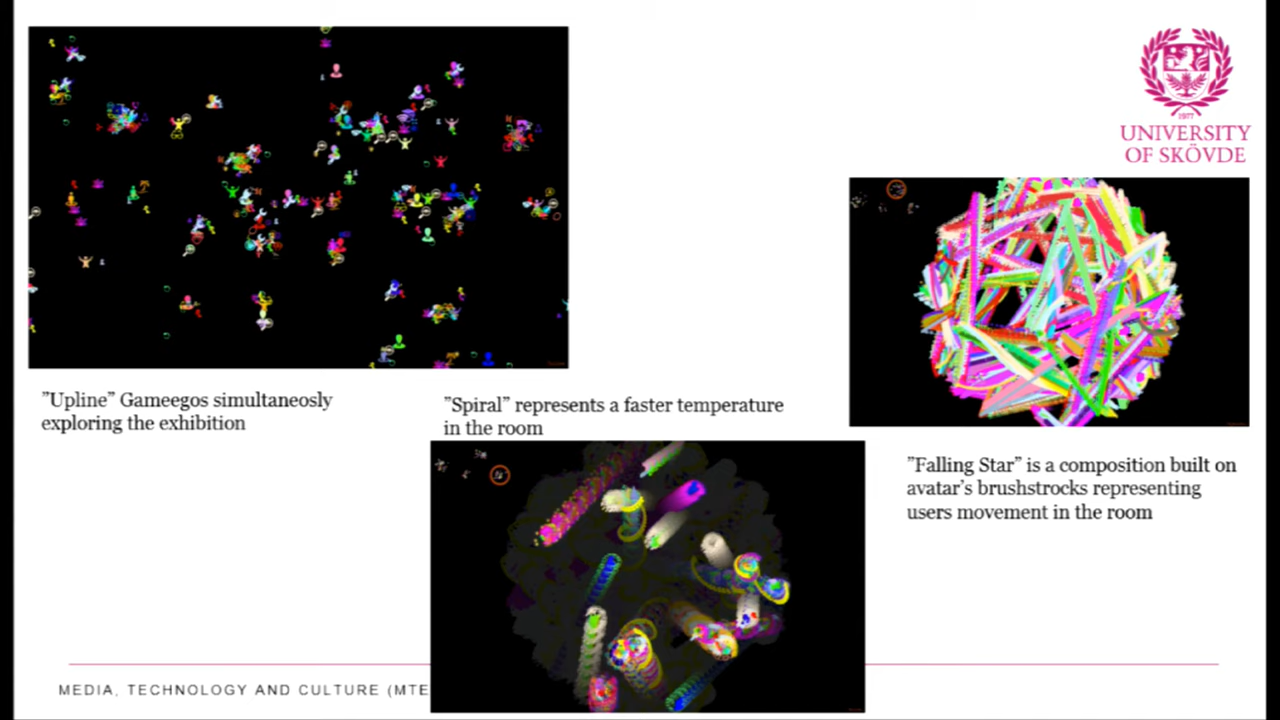 1977
UNIVERSITY
OF SKÖVDE
”Upline” Gameegos simultaneosly
exploring the exhibition
”Spiral” represents a faster temperature
in the room
”Falling Star” is a composition built on
avatar’s brushstrocks representing
users movement in the room
MEDIA, TECHNOLOGY AND CULTURE (MTE